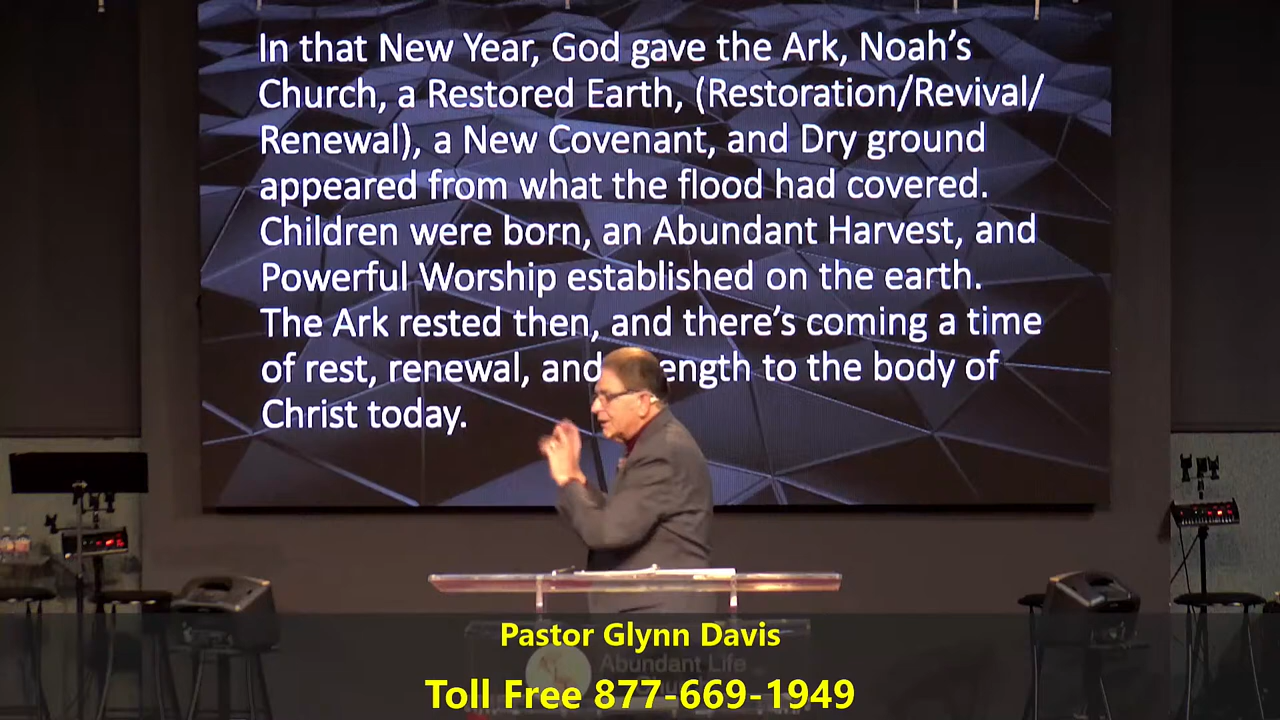 In that New Year, God gave the Ark, Noah's
Church, a Restored Earth, (Restoration/Revival/
Renewal), a New Covenant, and Dry ground
appeared from what the flood had covered.
Children were born, an Abundant Harvest, and
Powerful Worship established on the earth.
The Ark rested then, and there's coming a time
of rest, renewal, and to the body of
Christ today.
Pastor Glynn Davis
Abundant Life
Toll Free 877-669-1949